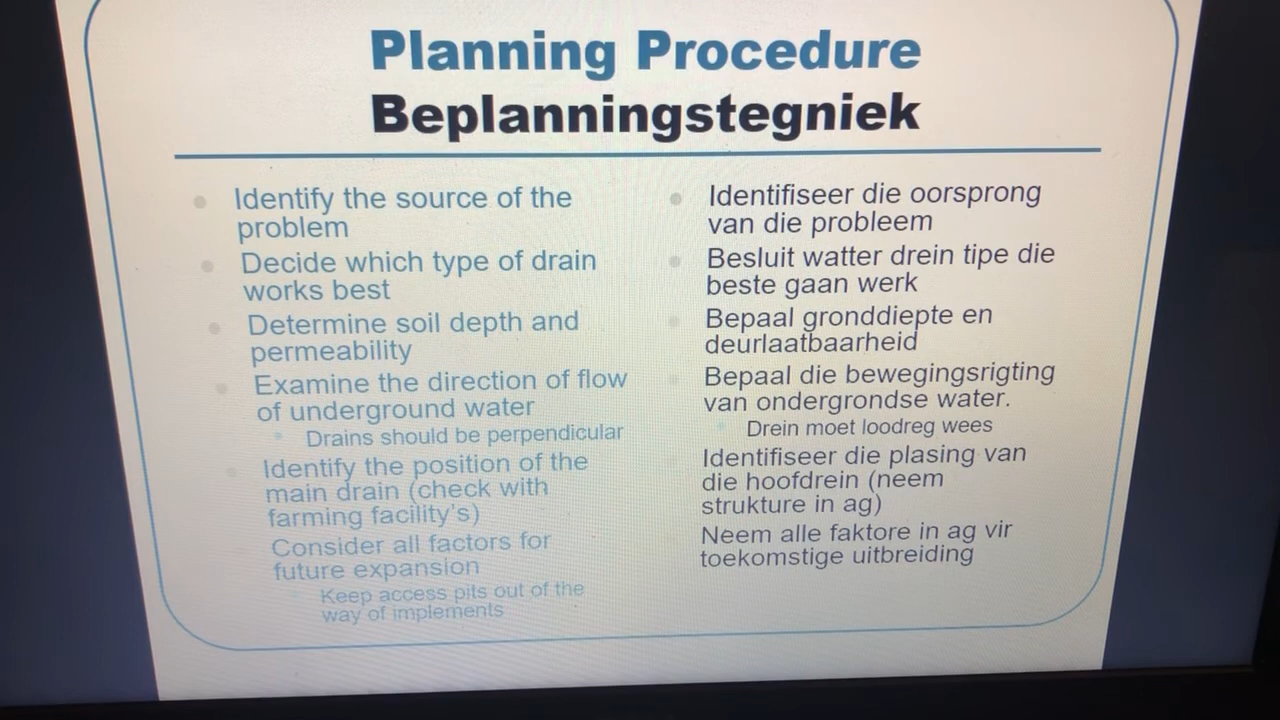 Planning Procedure
Beplanningstegniek
Identify the source of the
problem
Decide which type of drain
works best
Determine soil depth and
permeability
Examine the direction of flow
of underground water
Drains should be perpendicular
Identify the position of the
main drain (check with
farming facility's)
Consider all factors for
future expansion
Keep access pits out of the
way of implements
Identifiseer die oorsprong
van die probleem
Besluit watter drein tipe die
beste gaan werk
Bepaal gronddiepte en
deurlaatbaarheid
Bepaal die bewegingsrigting
van ondergrondse water.
Drein moet loodreg wees
Identifiseer die plasing van
die hoofdrein (neem
strukture in ag)
Neem alle faktore in ag vir
toekomstige uitbreiding